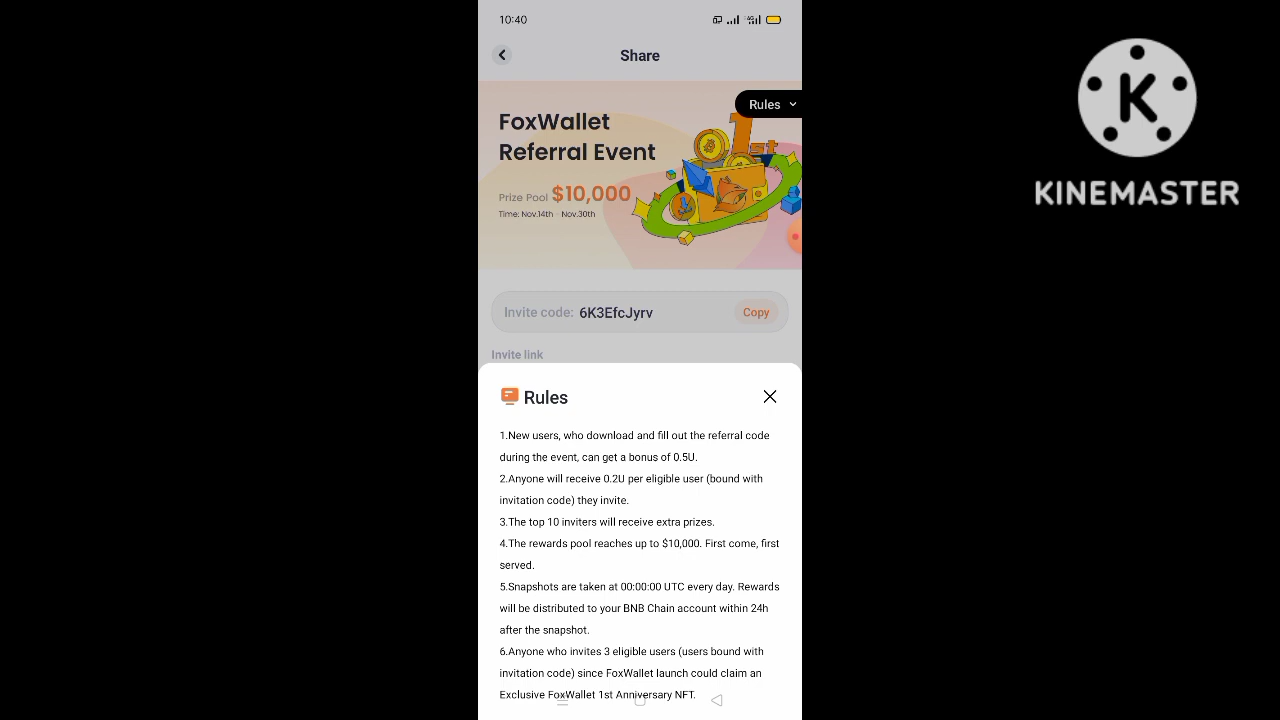 10:40
Share
Rules
FoxWallet
Referral Event
Prize Pool $10,000
Time: Nov.14th - Nov.30th
1st
Invite code: 6K3EfcJyrv
Copy
Invite link
Rules
1.New users, who download and fill out the referral code
during the event, can get a bonus of 0.5U.
2.Anyone will receive 0.2U per eligible user (bound with
invitation code) they invite.
3.The top 10 inviters will receive extra prizes.
4.The rewards pool reaches up to $10,000. First come, first
served.
5.Snapshots are taken at 00:00:00 UTC every day. Rewards
will be distributed to your BNB Chain account within 24h
after the snapshot.
6.Anyone who invites 3 eligible users (users bound with
invitation code) since FoxWallet launch could claim an
Exclusive FoxWallet 1st Anniversary NFT.
K
KINEMASTER